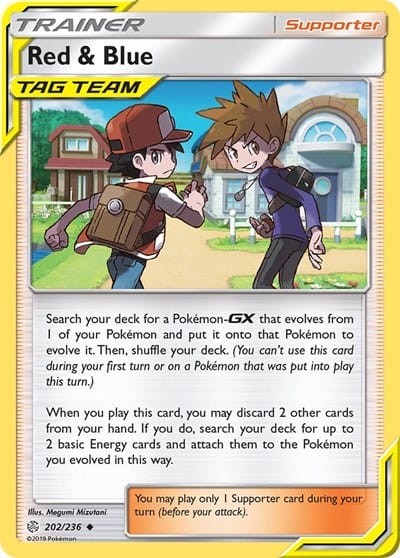 TRAINER
Supporter
Red & Blue
TAG TEAM
Search your deck for a Pokémon-GX that evolves from
1 of your Pokémon and put it onto that Pokémon to
evolve it. Then, shuffle your deck. (You can't use this card
during your first turn or on a Pokémon that was put into play
this turn.)
When you play this card, you may discard 2 other cards
from your hand. If you do, search your deck for up to
2 basic Energy cards and attach them to the Pokémon
you evolved in this way.
Illus. Megumi Mizutani
202/236 ◆
©2019 Pokémon
You may play only 1 Supporter card during your
turn (before your attack).